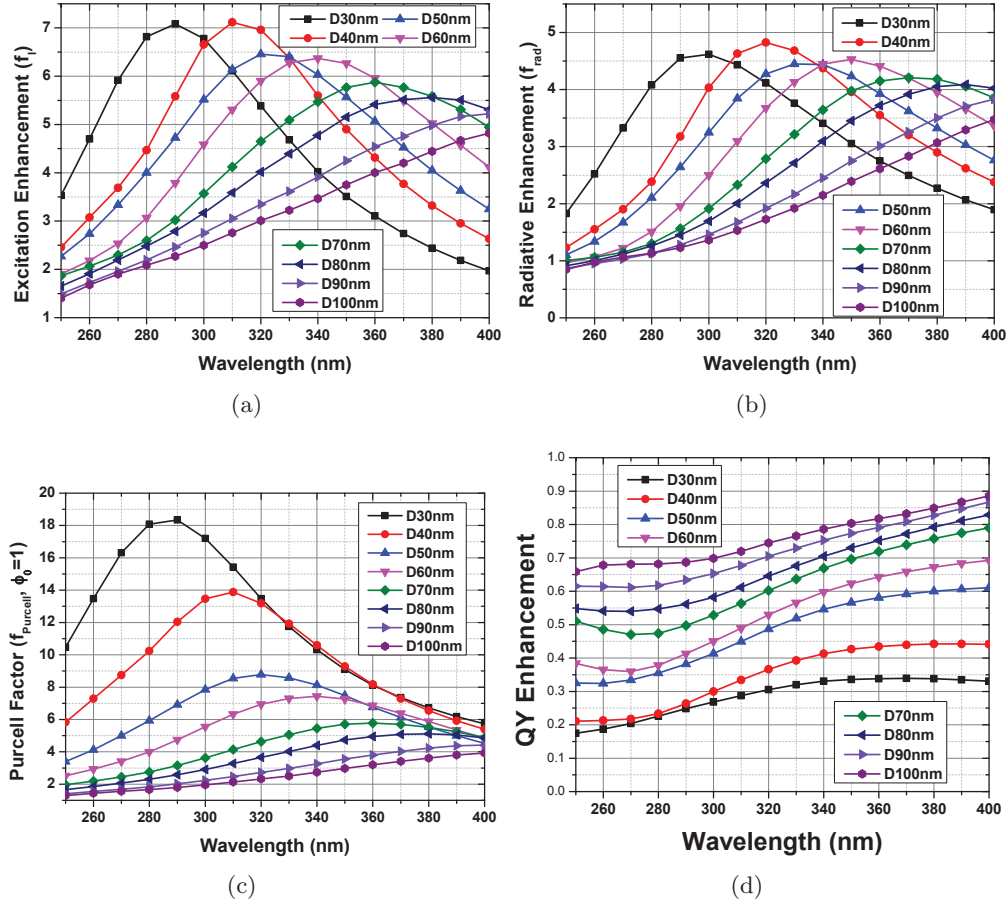 D30nm D50nm
D40nm D60nm
D70nm
D80nm
D90nm
D100nm
7
6
5
4
3
2
1
260 280 300 320 340 360 380 400
Excitation Enhancement (fI)
Wavelength (nm)
(a)
D30nm
D40nm
D50nm
D60nm
D70nm
D80nm
D90nm
D100nm
5
4
3
2
1
0
260 280 300 320 340 360 380 400
Radiative Enhancement (frad)
Wavelength (nm)
(b)
D30nm
D40nm
D50nm
D60nm
D70nm
D80nm
D90nm
D100nm
20
18
16
14
12
10
8
6
4
2
260 280 300 320 340 360 380 400
Purcell Factor (fPurcell, ϕ0=1)
Wavelength (nm)
(c)
D30nm
D40nm
D50nm
D60nm
D70nm
D80nm
D90nm
D100nm
1.0
0.9
0.8
0.7
0.6
0.5
0.4
0.3
0.2
0.1
0.0
260 280 300 320 340 360 380 400
QY Enhancement
Wavelength (nm)
(d)